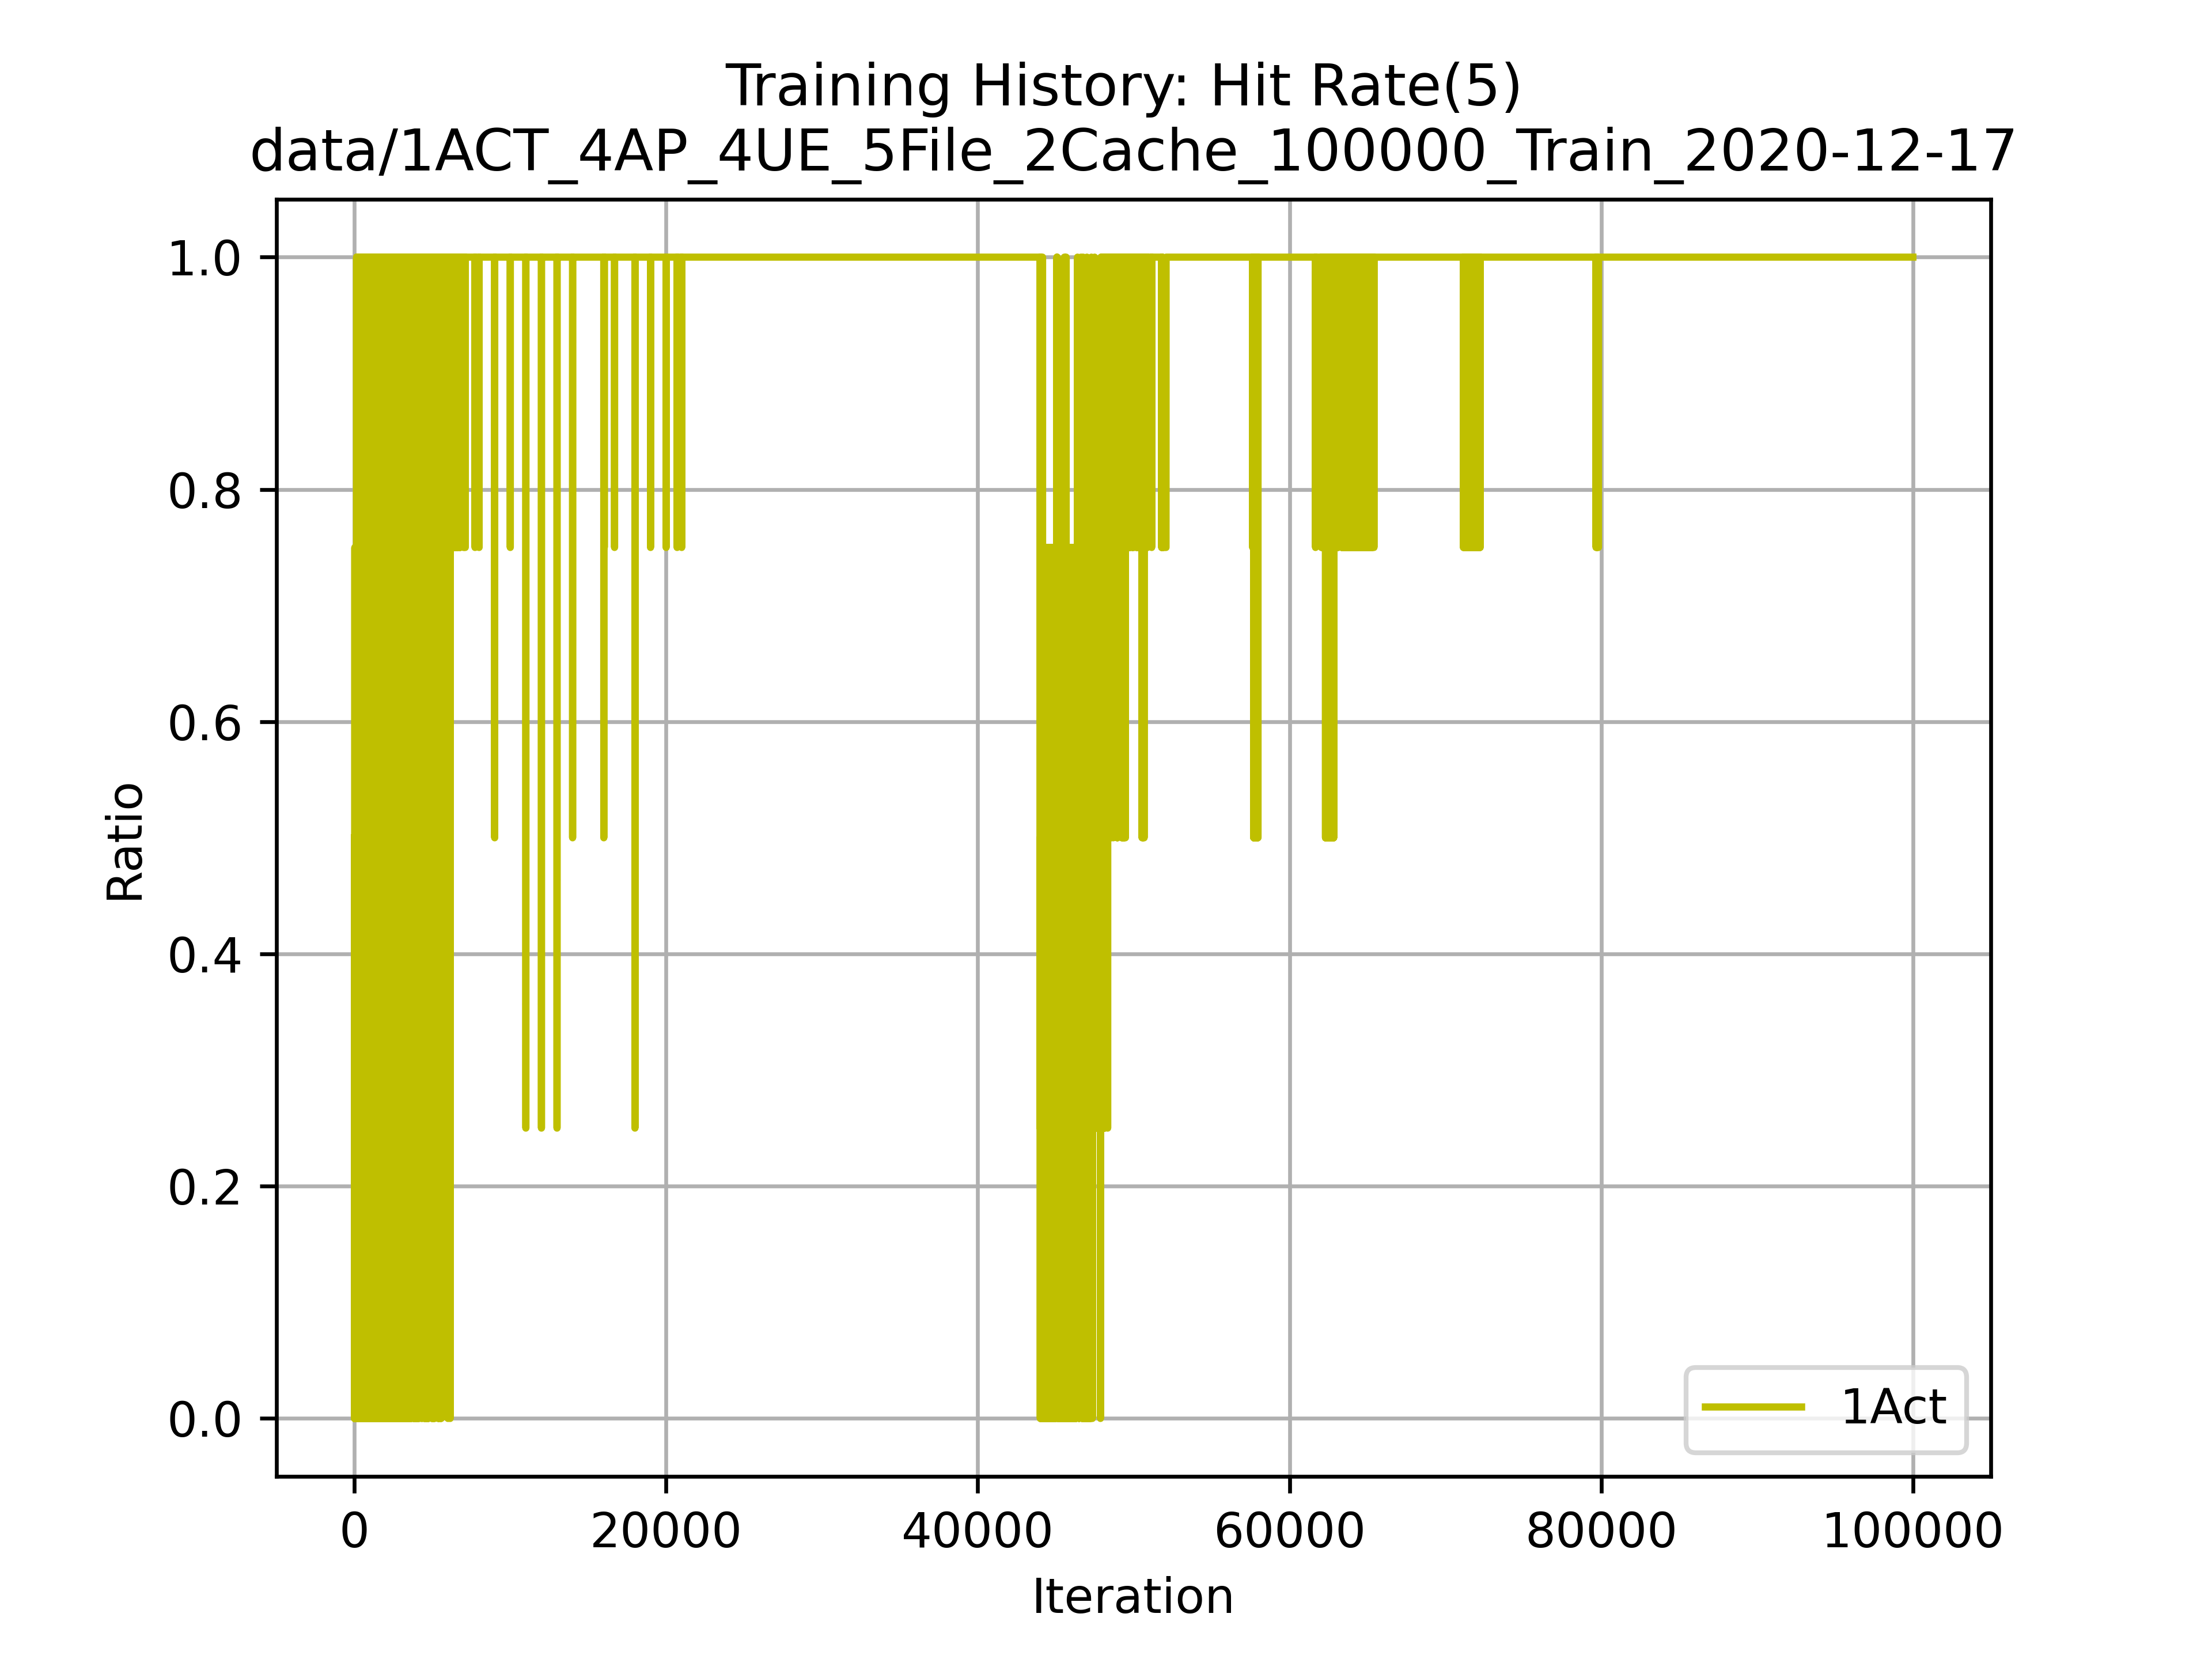 Training History: Hit Rate(5)
data/1ACT_4AP_4UE_5File_2Cache_100000_Train_2020-12-17
1.0
0.8
0.6
0.4
0.2
0.0
Ratio
1Act
0 20000 40000 60000 80000 100000
Iteration